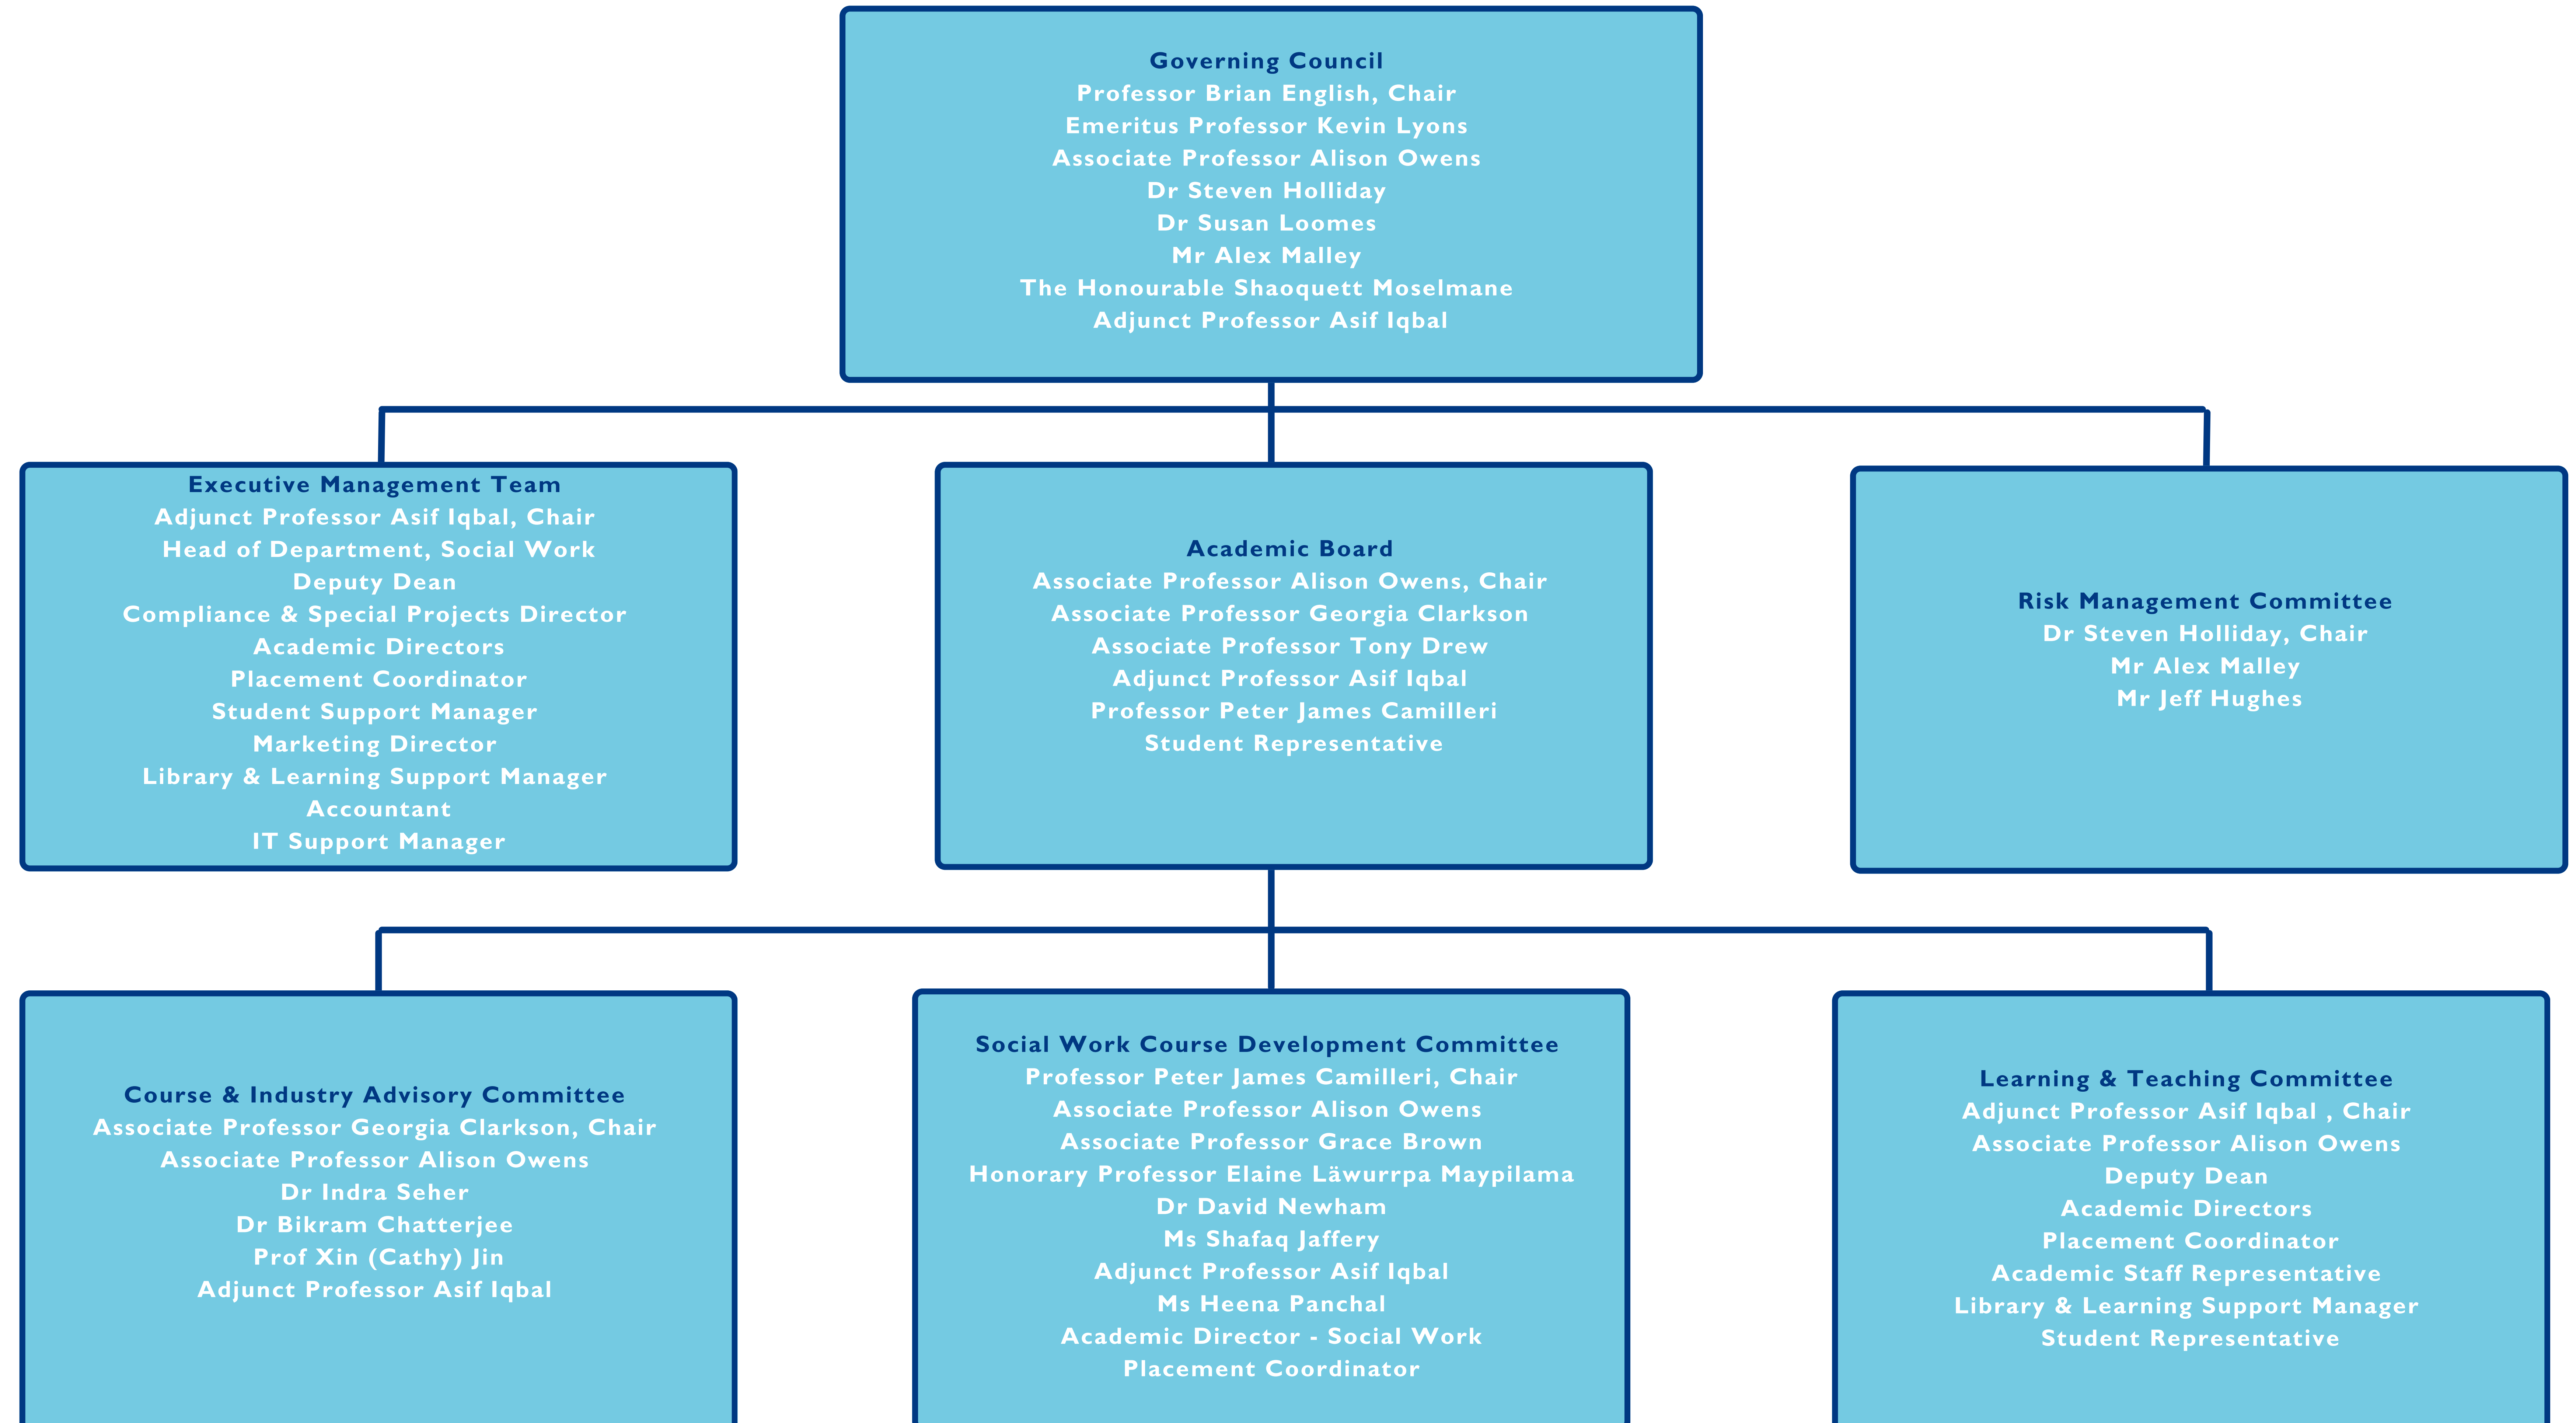 Governing Council
Professor Brian English, Chair
Emeritus Professor Kevin Lyons
Associate Professor Alison Owens
Dr Steven Holliday
Dr Susan Loomes
Mr Alex Malley
The Honourable Shaoquett Moselmane
Adjunct Professor Asif Iqbal
Executive Management Team
Adjunct Professor Asif Iqbal, Chair
Head of Department, Social Work
Deputy Dean
Compliance & Special Projects Director
Academic Directors
Placement Coordinator
Student Support Manager
Marketing Director
Library & Learning Support Manager
Accountant
IT Support Manager
Academic Board
Associate Professor Alison Owens, Chair
Associate Professor Georgia Clarkson
Associate Professor Tony Drew
Adjunct Professor Asif Iqbal
Professor Peter James Camilleri
Student Representative
Risk Management Committee
Dr Steven Holliday, Chair
Mr Alex Malley
Mr Jeff Hughes
Course & Industry Advisory Committee
Associate Professor Georgia Clarkson, Chair
Associate Professor Alison Owens
Dr Indra Seher
Dr Bikram Chatterjee
Prof Xin (Cathy) Jin
Adjunct Professor Asif Iqbal
Social Work Course Development Committee
Professor Peter James Camilleri, Chair
Associate Professor Alison Owens
Associate Professor Grace Brown
Honorary Professor Elaine Läwurrpa Maypilama
Dr David Newham
Ms Shafaq Jaffery
Adjunct Professor Asif Iqbal
Ms Heena Panchal
Academic Director - Social Work
Placement Coordinator
Learning & Teaching Committee
Adjunct Professor Asif Iqbal , Chair
Associate Professor Alison Owens
Deputy Dean
Academic Directors
Placement Coordinator
Academic Staff Representative
Library & Learning Support Manager
Student Representative